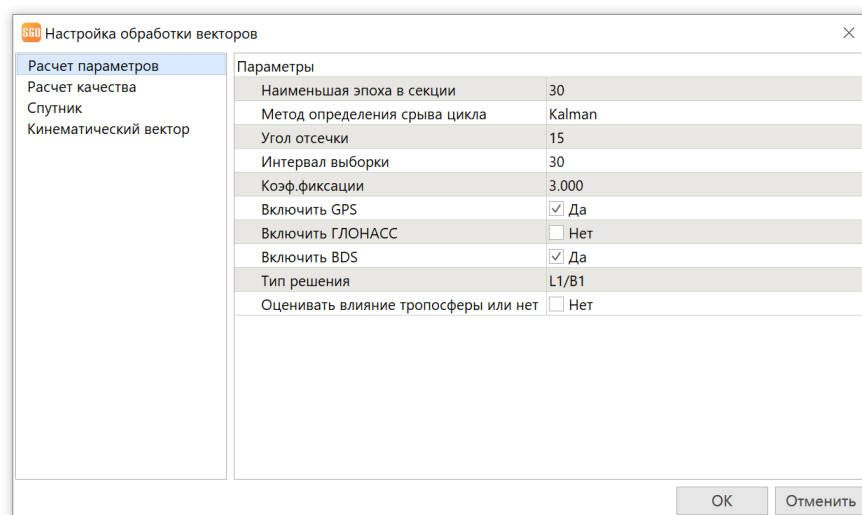 SGO Настройка обработки векторов
Расчет параметров
Расчет качества
Спутник
Кинематический вектор
Параметры
Наименьшая эпоха в секции 30
Метод определения срыва цикла Kalman
Угол отсечки 15
Интервал выборки 30
Коэф.фиксации 3.000
Включить GPS Да
Включить ГЛОНАСС Нет
Включить BDS Да
Тип решения L1/B1
Оценивать влияние тропосферы или нет Нет
ОК Отменить